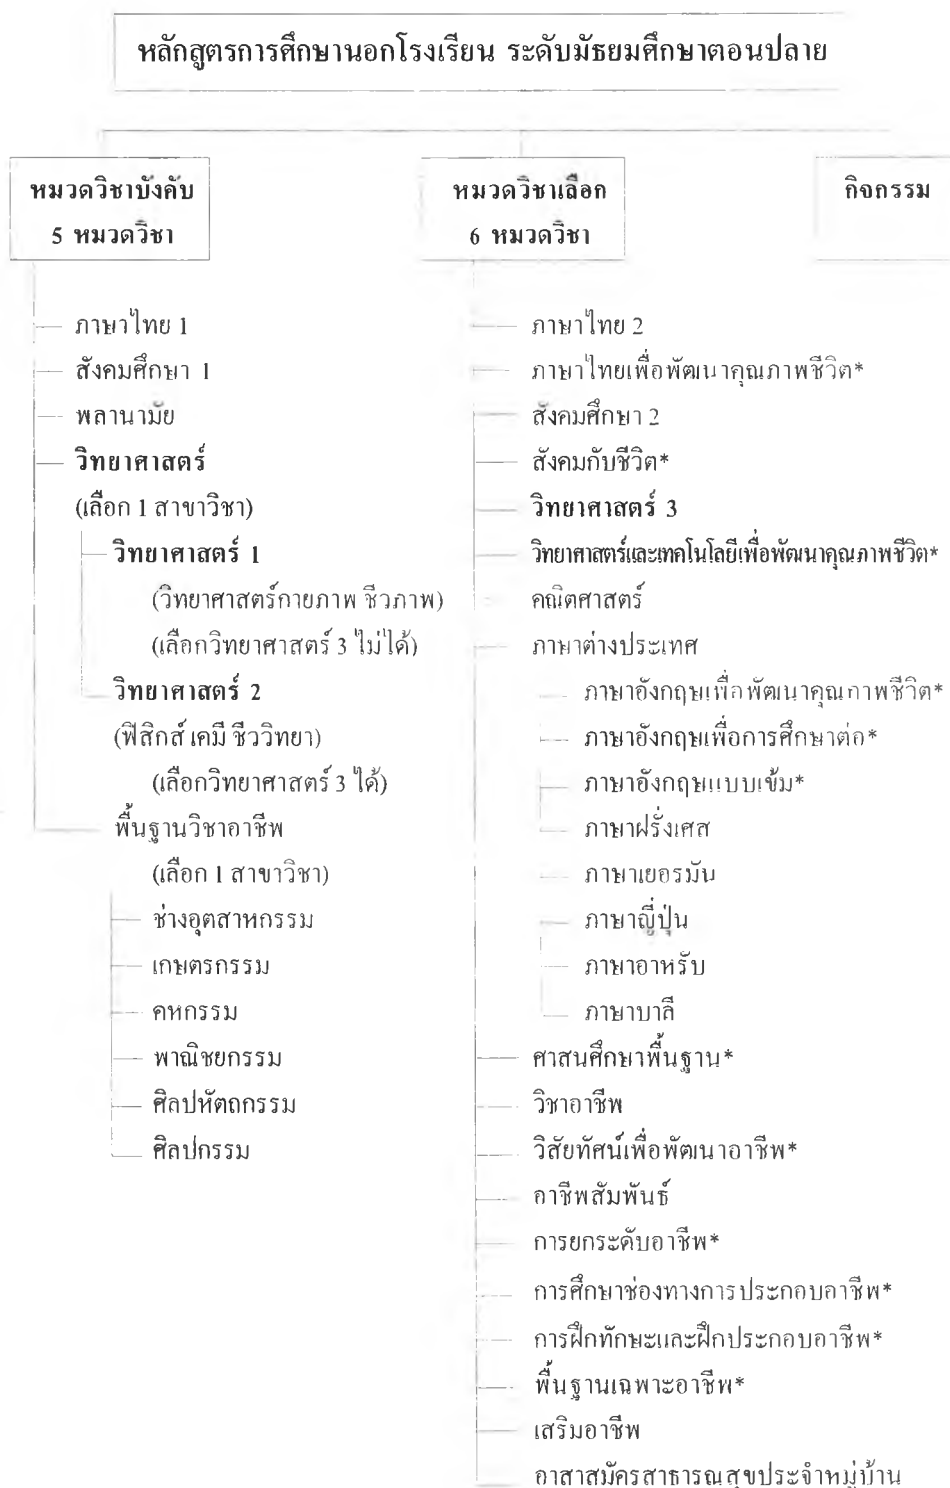 หลักสูตรการศึกษานอกโรงเรียน ระดับมัธยมศึกษาตอนปลาย
หมวดวิชาบังคับ
5 หมวดวิชา
ภาษาไทย 1
สังคมศึกษา 1
พลานามัย
วิทยาศาสตร์
(เลือก 1 สาขาวิชา)
วิทยาศาสตร์ 1
(วิทยาศาสตร์กายภาพ ชีวภาพ)
(เลือกวิทยาศาสตร์ 3 ไม่ได้)
วิทยาศาสตร์ 2
(ฟิสิกส์ เคมี ชีววิทยา)
(เลือกวิทยาศาสตร์ 3 ได้)
พื้นฐานวิชาอาชีพ
(เลือก 1 สาขาวิชา)
ช่างอุตสาหกรรม
เกษตรกรรม
คหกรรม
พาณิชยกรรม
ศิลปหัตถกรรม
ศิลปกรรม
หมวดวิชาเลือก
6 หมวดวิชา
ภาษาไทย 2
ภาษาไทยเพื่อพัฒนาคุณภาพชีวิต*
สังคมศึกษา 2
สังคมกับชีวิต*
วิทยาศาสตร์ 3
วิทยาศาสตร์และเทคโนโลยีเพื่อพัฒนาคุณภาพชีวิต*
คณิตศาสตร์
ภาษาต่างประเทศ
ภาษาอังกฤษเพื่อพัฒนาคุณภาพชีวิต*
ภาษาอังกฤษเพื่อการศึกษาต่อ*
ภาษาอังกฤษแบบเข้ม*
ภาษาฝรั่งเศส
ภาษาเยอรมัน
ภาษาญี่ปุ่น
ภาษาอาหรับ
ภาษาบาลี
ศาสนศึกษาพื้นฐาน*
วิชาอาชีพ
วิสัยทัศน์เพื่อพัฒนาอาชีพ*
อาชีพสัมพันธ์
การยกระดับอาชีพ*
การศึกษาช่องทางการประกอบอาชีพ*
การฝึกทักษะและฝึกประกอบอาชีพ*
พื้นฐานเฉพาะอาชีพ*
เสริมอาชีพ
อาสาสมัครสาธารณสุขประจำหมู่บ้าน
กิจกรรม